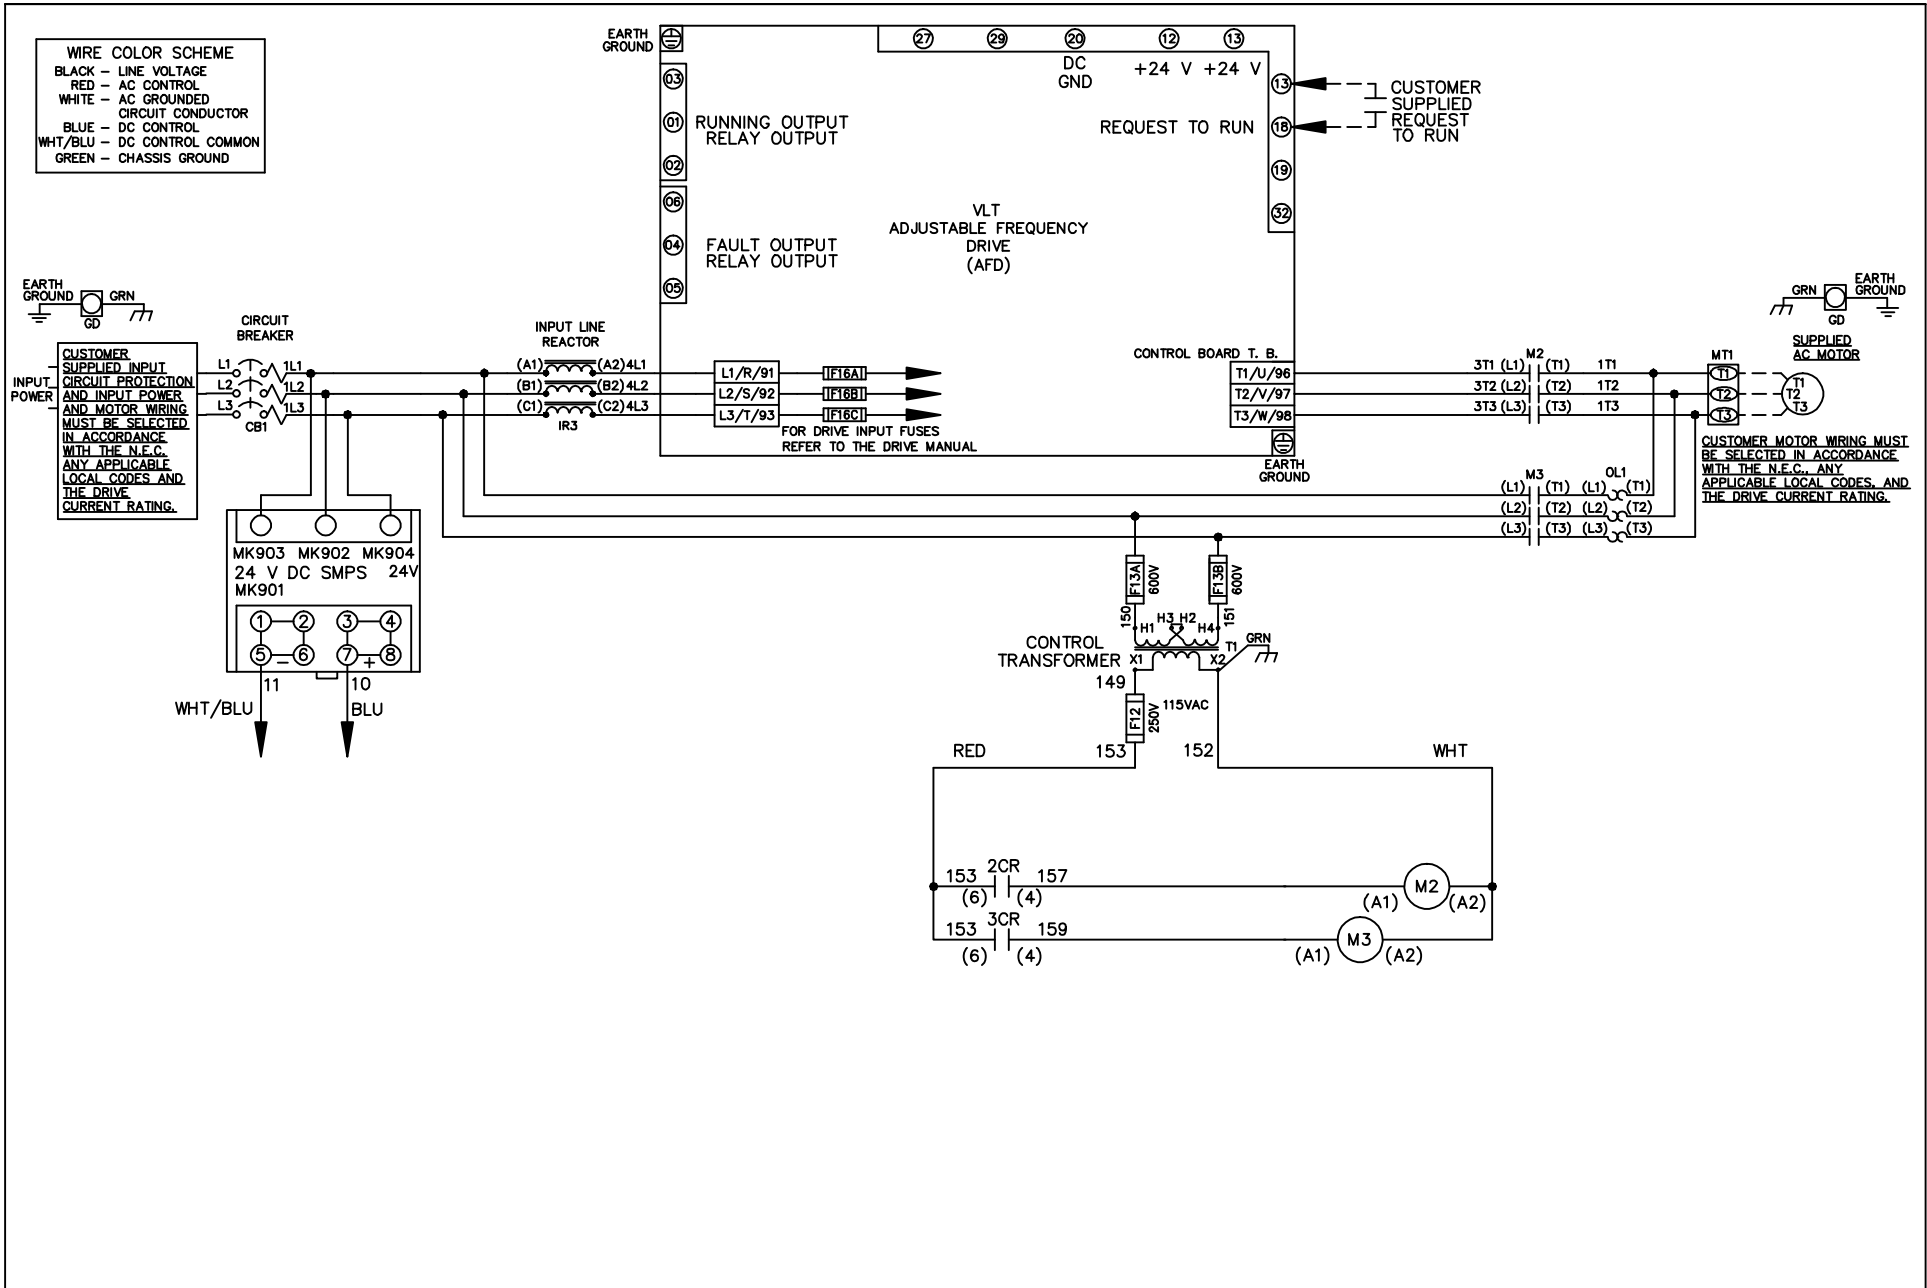 WIRE COLOR SCHEME
BLACK – LINE VOLTAGE
RED – AC CONTROL
WHITE – AC GROUNDED
CIRCUIT CONDUCTOR
BLUE – DC CONTROL
WHT/BLU – DC CONTROL COMMON
GREEN – CHASSIS GROUND
EARTH
GROUND
03
01
02
06
04
05
RUNNING OUTPUT
RELAY OUTPUT
FAULT OUTPUT
RELAY OUTPUT
27
29
20
12
13
DC
GND
+24 V
+24 V
13
18
19
32
REQUEST TO RUN
CUSTOMER
SUPPLIED
REQUEST
TO RUN
VLT
ADJUSTABLE FREQUENCY
DRIVE
(AFD)
EARTH
GROUND
GRN
GD
CUSTOMER
SUPPLIED INPUT
CIRCUIT PROTECTION
AND INPUT POWER
AND MOTOR WIRING
MUST BE SELECTED
IN ACCORDANCE
WITH THE N.E.C.
ANY APPLICABLE
LOCAL CODES AND
THE DRIVE
CURRENT RATING.
INPUT
POWER
CIRCUIT
BREAKER
L1
1L1
L2
1L2
L3
1L3
CB1
INPUT LINE
REACTOR
(A1)
(A2)
4L1
(B1)
(B2)
4L2
(C1)
(C2)
4L3
IR3
L1/R/91
F16A
L2/S/92
F16B
L3/T/93
F16C
FOR DRIVE INPUT FUSES
REFER TO THE DRIVE MANUAL
CONTROL BOARD T. B.
T1/U/96
T2/V/97
T3/W/98
EARTH
GROUND
M2
3T1 (L1) (T1) 1T1
3T2 (L2) (T2) 1T2
3T3 (L3) (T3) 1T3
MT1
T1
T2
T3
GRN
EARTH
GROUND
GD
SUPPLIED
AC MOTOR
T1
T2
T3
CUSTOMER MOTOR WIRING MUST
BE SELECTED IN ACCORDANCE
WITH THE N.E.C., ANY
APPLICABLE LOCAL CODES, AND
THE DRIVE CURRENT RATING.
M3
OL1
(L1) (T1) (L1) (T1)
(L2) (T2) (L2) (T2)
(L3) (T3) (L3) (T3)
MK903
MK902
MK904
24 V DC SMPS
24V
MK901
1
2
3
4
5
–
6
7
+
8
11
10
WHT/BLU
BLU
F13A
600V
F13B
600V
150
151
H1
H3
H2
H4
CONTROL
TRANSFORMER
X1
X2
T1
GRN
149
F12
250V
115VAC
RED
153
152
WHT
2CR
153
157
(6)
(4)
M2
(A1)
(A2)
3CR
153
159
(6)
(4)
M3
(A1)
(A2)